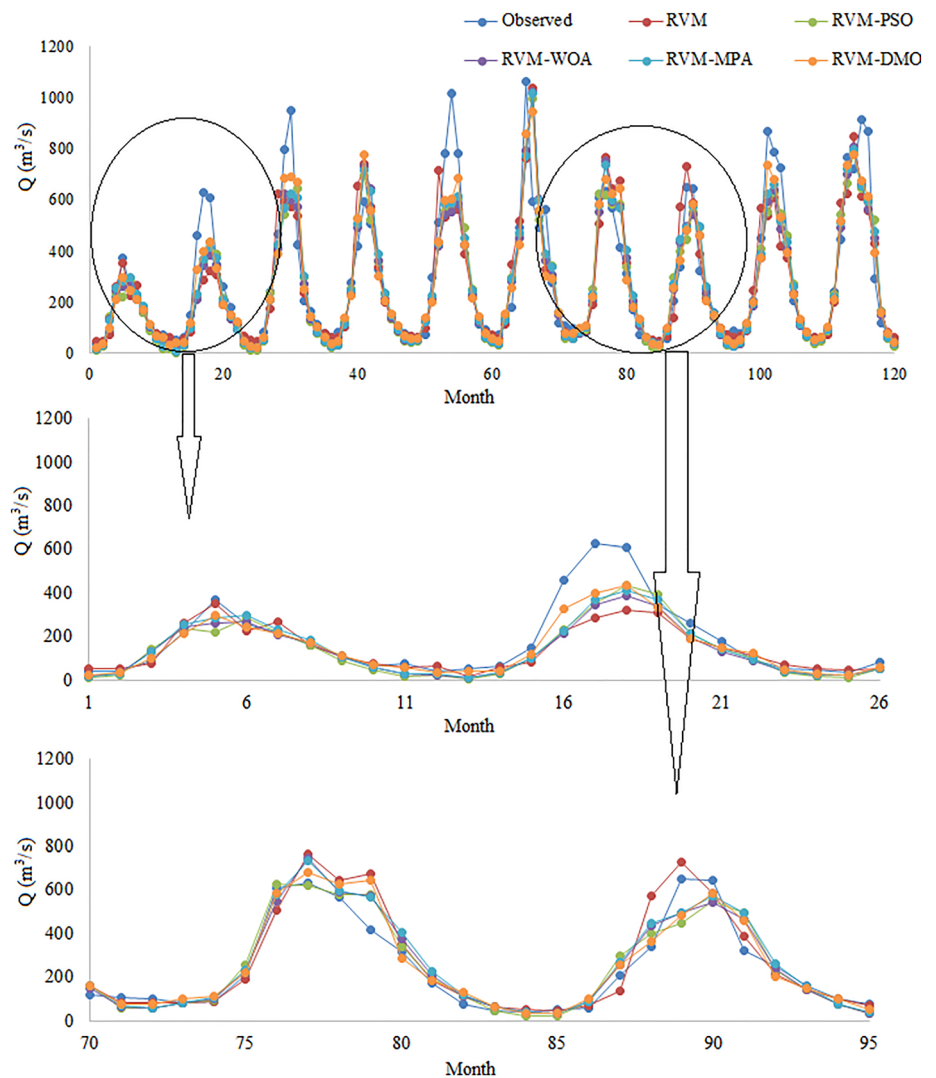 Observed RVM RVM-PSO
RVM-WOA RVM-MPA RVM-DMO
1200
1000
800
600
400
200
0
Q (m³/s)
0 20 40 60 80 100 120
Month
1200
1000
800
600
400
200
0
Q (m³/s)
1 6 11 16 21 26
Month
1200
1000
800
600
400
200
0
Q (m³/s)
70 75 80 85 90 95
Month